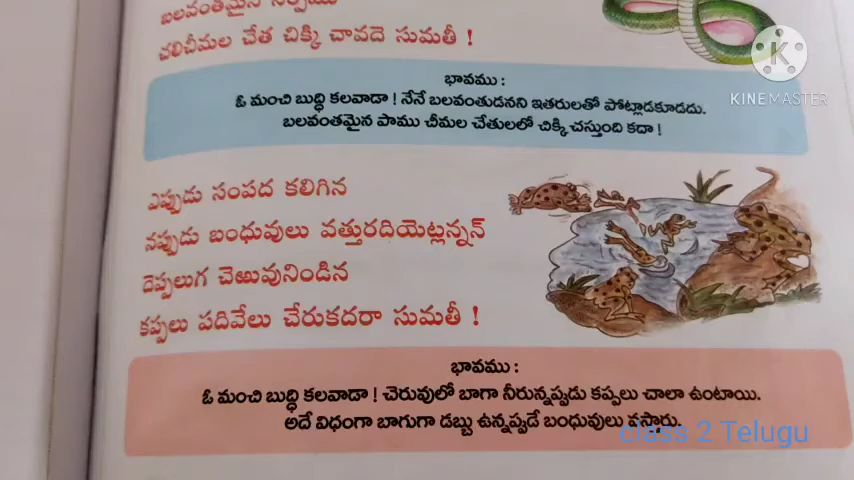 బలవంతమైన సర్పము
చలిచీమల చేత చిక్కి చావదె సుమతీ !
భావము :
ఓ మంచి బుద్ధి కలవాడా ! నేనే బలవంతుడనని ఇతరులతో పోట్లాడకూడదు.
బలవంతమైన పాము చీమల చేతులలో చిక్కి చస్తుంది కదా !
KINEMASTER
ఎప్పుడు సంపద కలిగిన
నప్పుడు బంధువులు వత్తురదియెట్లన్నన్
దెప్పలుగ చెఱువునిండిన
కప్పలు పదివేలు చేరుకదరా సుమతీ !
భావము :
ఓ మంచి బుద్ధి కలవాడా ! చెరువులో బాగా నీరున్నప్పుడు కప్పలు చాలా ఉంటాయి.
అదే విధంగా బాగుగా డబ్బు ఉన్నప్పుడే బంధువులు వస్తారు.
class 2 Telugu